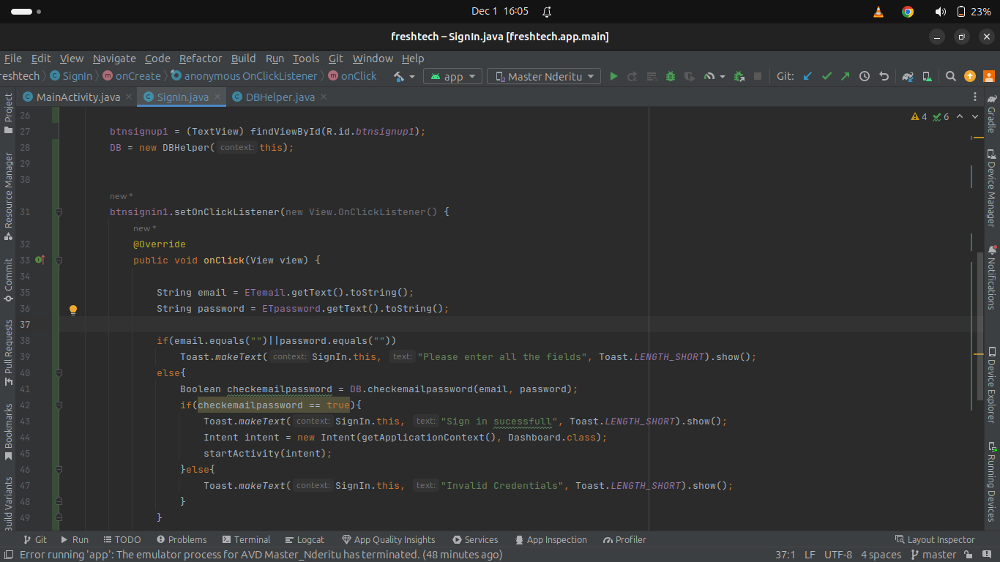 Dec 1 16:05
23%
freshtech – SignIn.java [freshtech.app.main]
File Edit View Navigate Code Refactor Build Run Tools Git Window Help
reshtech SignIn onCreate anonymous OnClickListener onClick app Master Nderitu Git:
MainActivity.java SignIn.java DBHelper.java
Project
Resource Manager
Commit
Pull Requests
Bookmarks
Build Variants
4 6
26
27 btnsignup1 = (TextView) findViewById(R.id.btnsignup1);
28 DB = new DBHelper( context: this);
29
30
new *
31 btnsignin1.setOnClickListener(new View.OnClickListener() {
new *
32 @Override
33 public void onClick(View view) {
34
35 String email = ETemail.getText().toString();
36 String password = ETpassword.getText().toString();
37
38 if(email.equals("")||password.equals(""))
39 Toast.makeText( context: SignIn.this, text: "Please enter all the fields", Toast.LENGTH_SHORT).show();
40 else{
41 Boolean checkemailpassword = DB.checkemailpassword(email, password);
42 if(checkemailpassword == true){
43 Toast.makeText( context: SignIn.this, text: "Sign in sucessfull", Toast.LENGTH_SHORT).show();
44 Intent intent = new Intent(getApplicationContext(), Dashboard.class);
45 startActivity(intent);
46 }else{
47 Toast.makeText( context: SignIn.this, text: "Invalid Credentials", Toast.LENGTH_SHORT).show();
48 }
49 }
Gradle
Device Manager
Notifications
Device Explorer
Running Devices
Git Run TODO Problems Terminal Logcat App Quality Insights Services App Inspection Profiler Layout Inspector
Error running 'app': The emulator process for AVD Master_Nderitu has terminated. (48 minutes ago) 37:1 LF UTF-8 4 spaces master